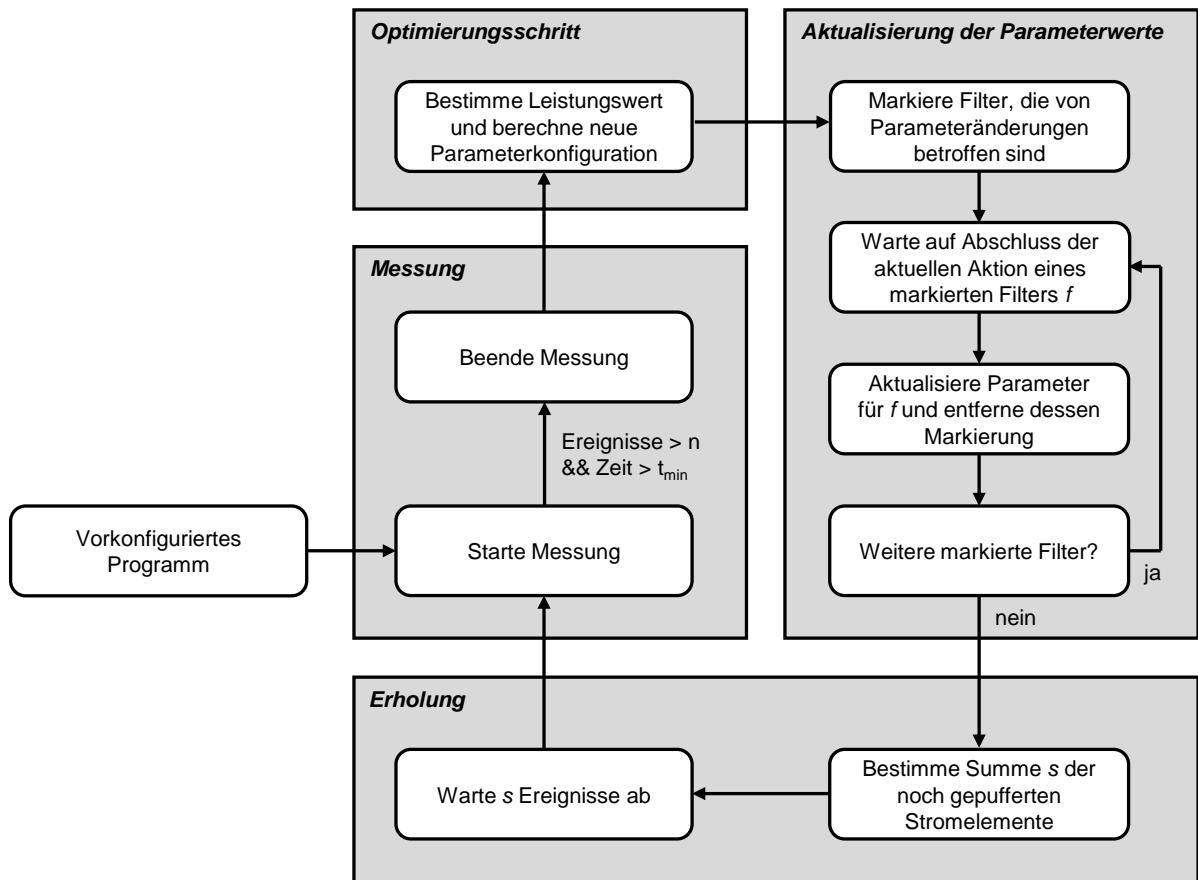 Optimierungsschritt
Bestimme Leistungswert
und berechne neue
Parameterkonfiguration
Aktualisierung der Parameterwerte
Markiere Filter, die von
Parameteränderungen
betroffen sind
Warte auf Abschluss der
aktuellen Aktion eines
markierten Filters f
Aktualisiere Parameter
für f und entferne dessen
Markierung
Weitere markierte Filter?
ja
nein
Messung
Beende Messung
Ereignisse > n
&& Zeit > tmin
Starte Messung
Vorkonfiguriertes
Programm
Erholung
Warte s Ereignisse ab
Bestimme Summe s der
noch gepufferten
Stromelemente